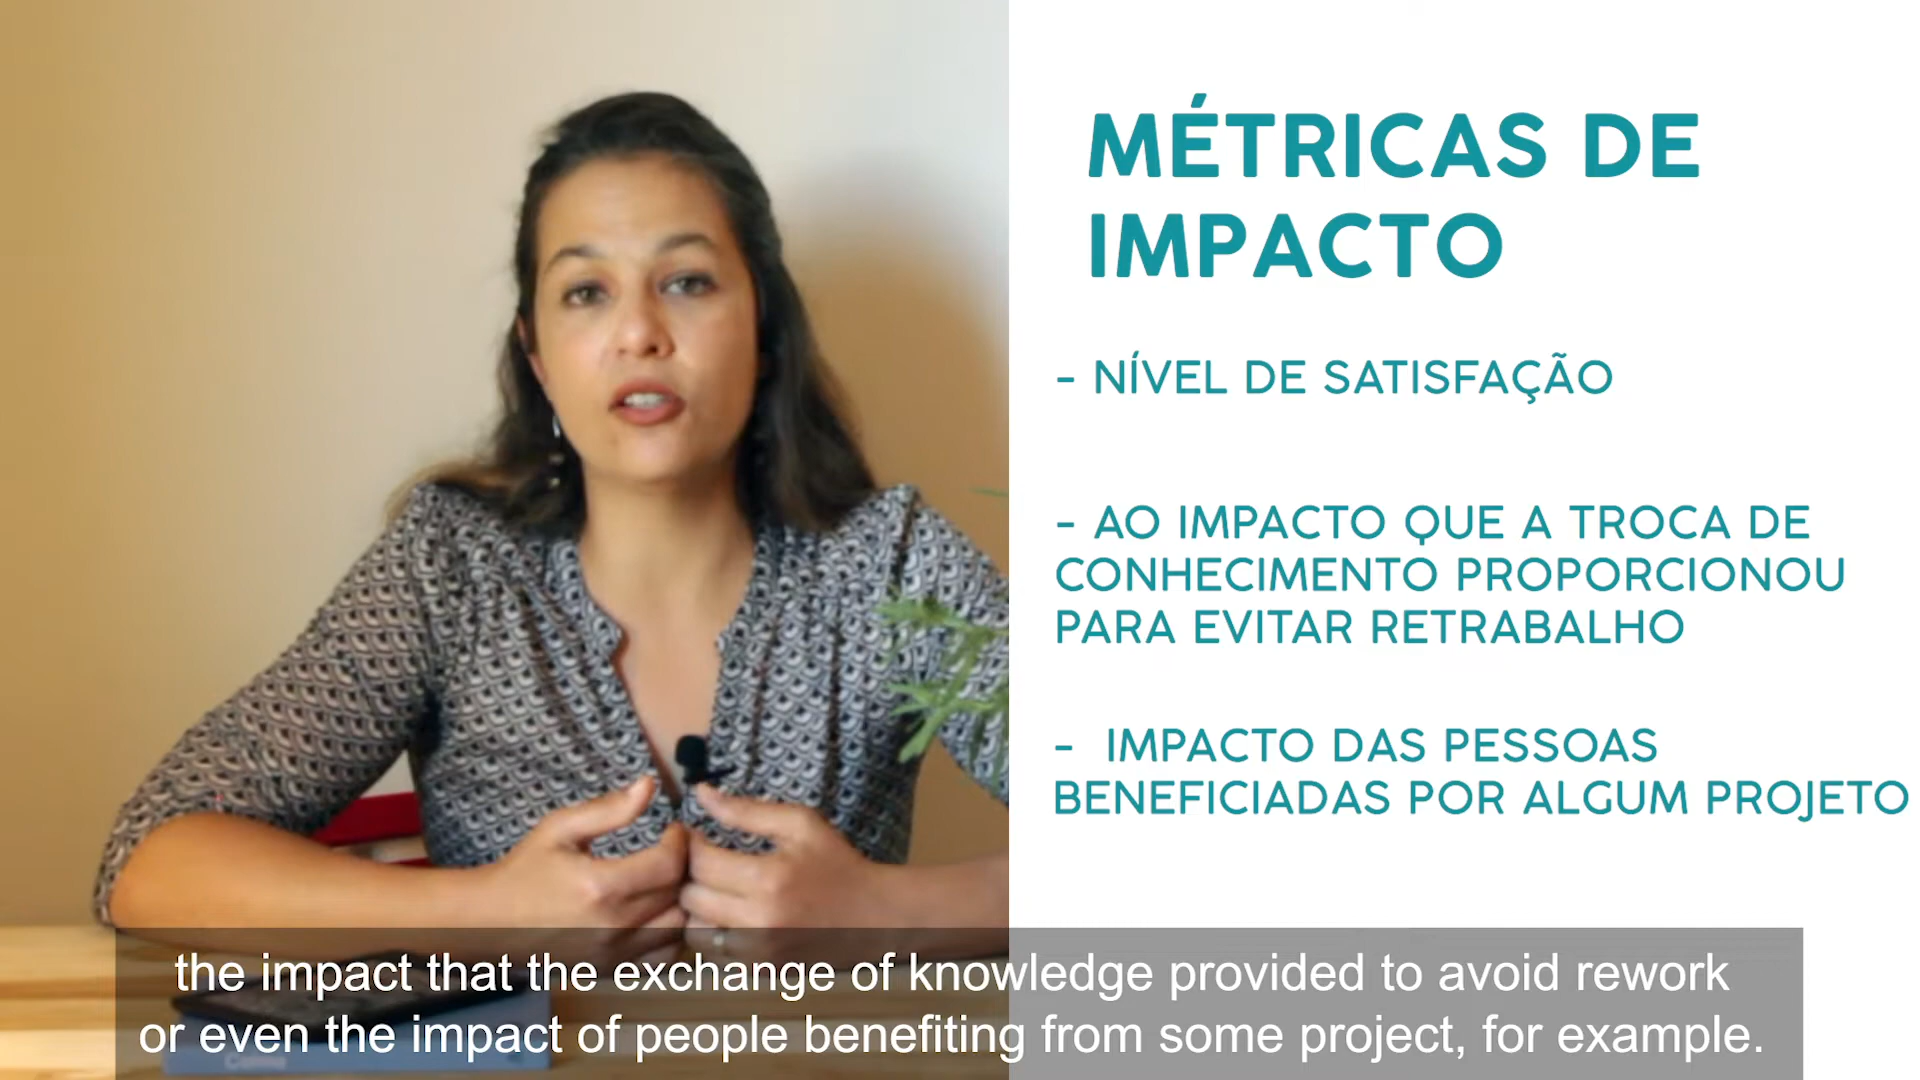 MÉTRICAS DE
IMPACTO
- NÍVEL DE SATISFAÇÃO
- AO IMPACTO QUE A TROCA DE
CONHECIMENTO PROPORCIONOU
PARA EVITAR RETRABALHO
- IMPACTO DAS PESSOAS
BENEFICIADAS POR ALGUM PROJETO
the impact that the exchange of knowledge provided to avoid rework
or even the impact of people benefiting from some project, for example.